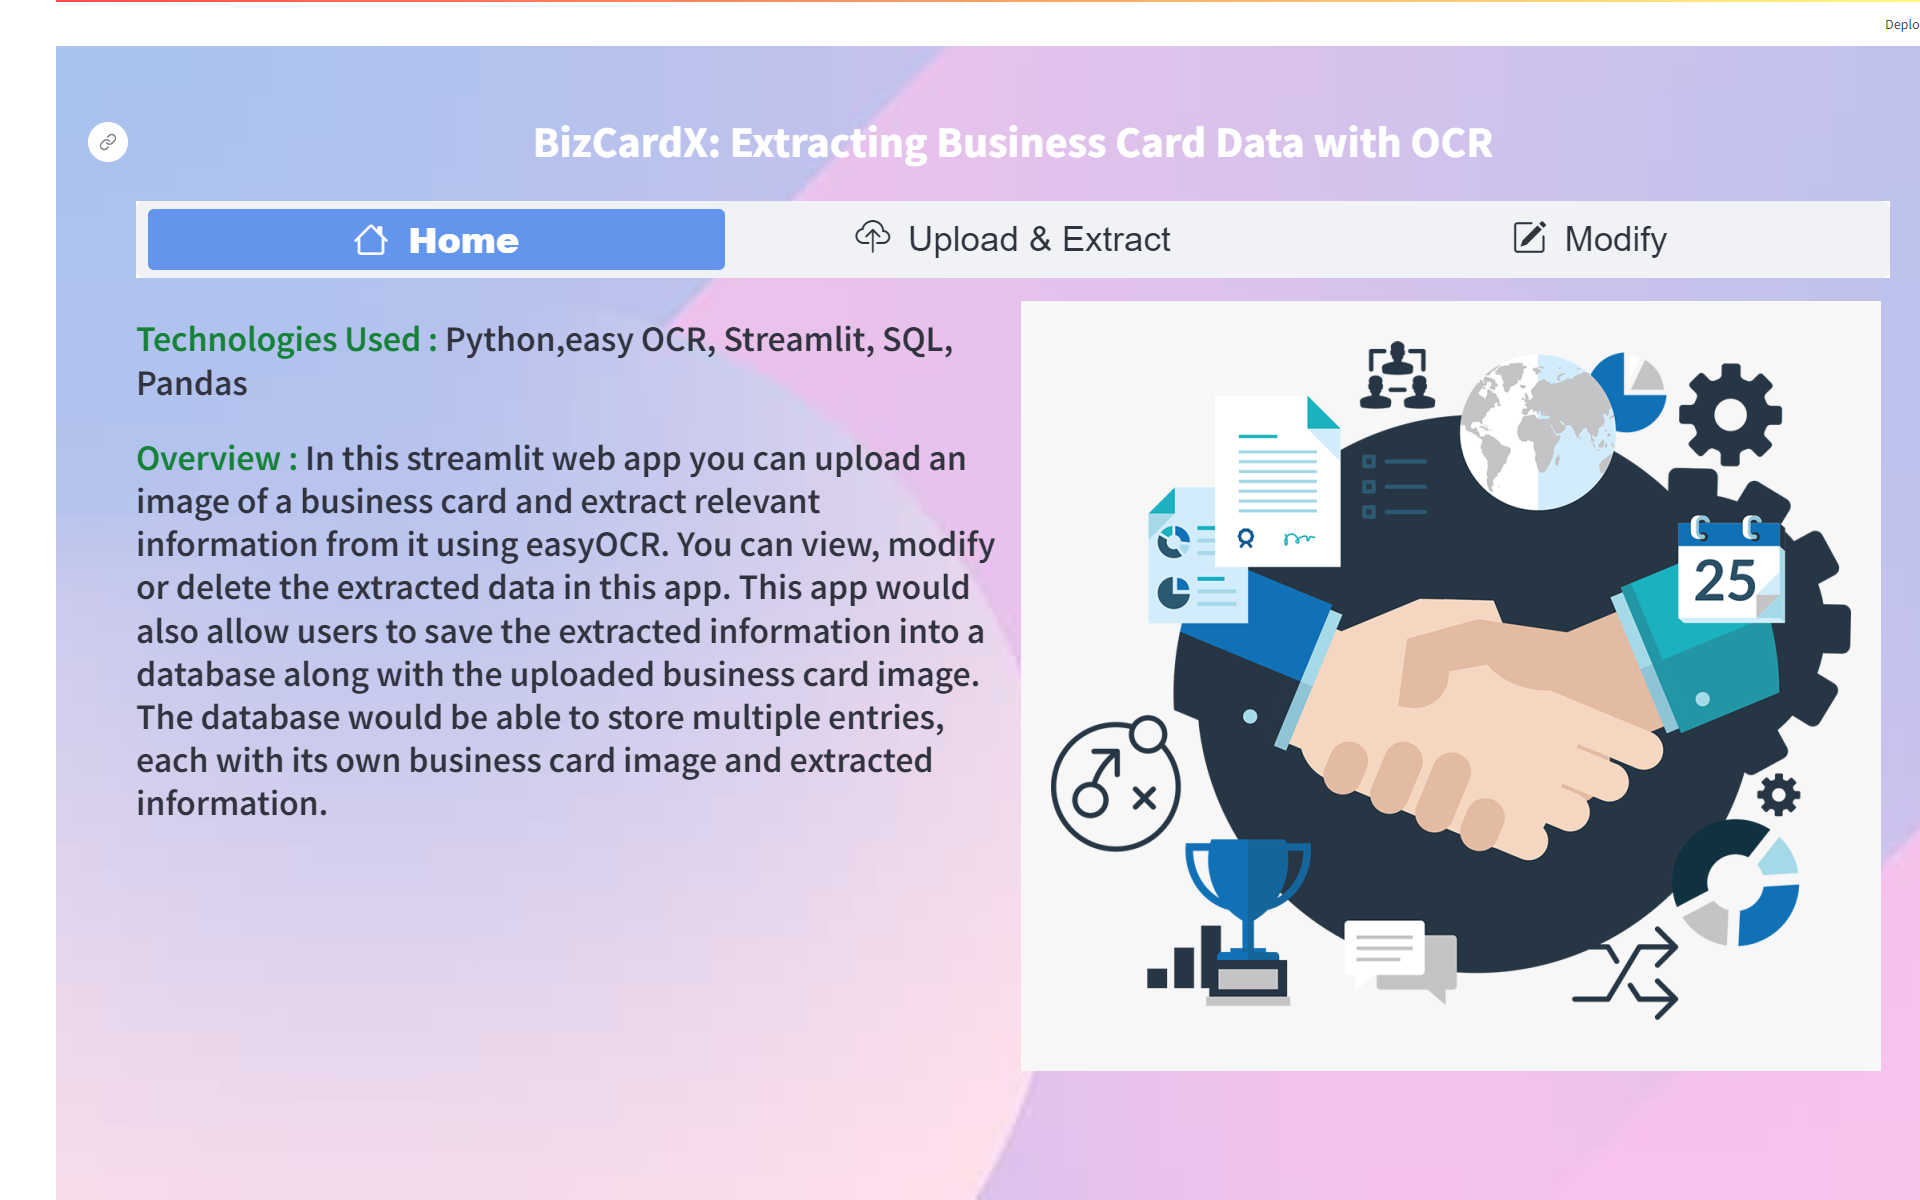 Deplo
BizCardX: Extracting Business Card Data with OCR
Home
Upload & Extract
Modify
Technologies Used : Python,easy OCR, Streamlit, SQL,
Pandas
Overview : In this streamlit web app you can upload an
image of a business card and extract relevant
information from it using easyOCR. You can view, modify
or delete the extracted data in this app. This app would
also allow users to save the extracted information into a
database along with the uploaded business card image.
The database would be able to store multiple entries,
each with its own business card image and extracted
information.
25